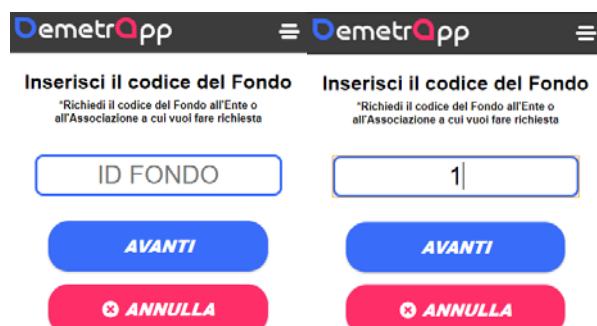 DemetrApp
Inserisci il codice del Fondo
*Richiedi il codice del Fondo all'Ente o
all'Associazione a cui vuoi fare richiesta
ID FONDO
AVANTI
ANNULLA
DemetrApp
Inserisci il codice del Fondo
*Richiedi il codice del Fondo all'Ente o
all'Associazione a cui vuoi fare richiesta
1
AVANTI
ANNULLA